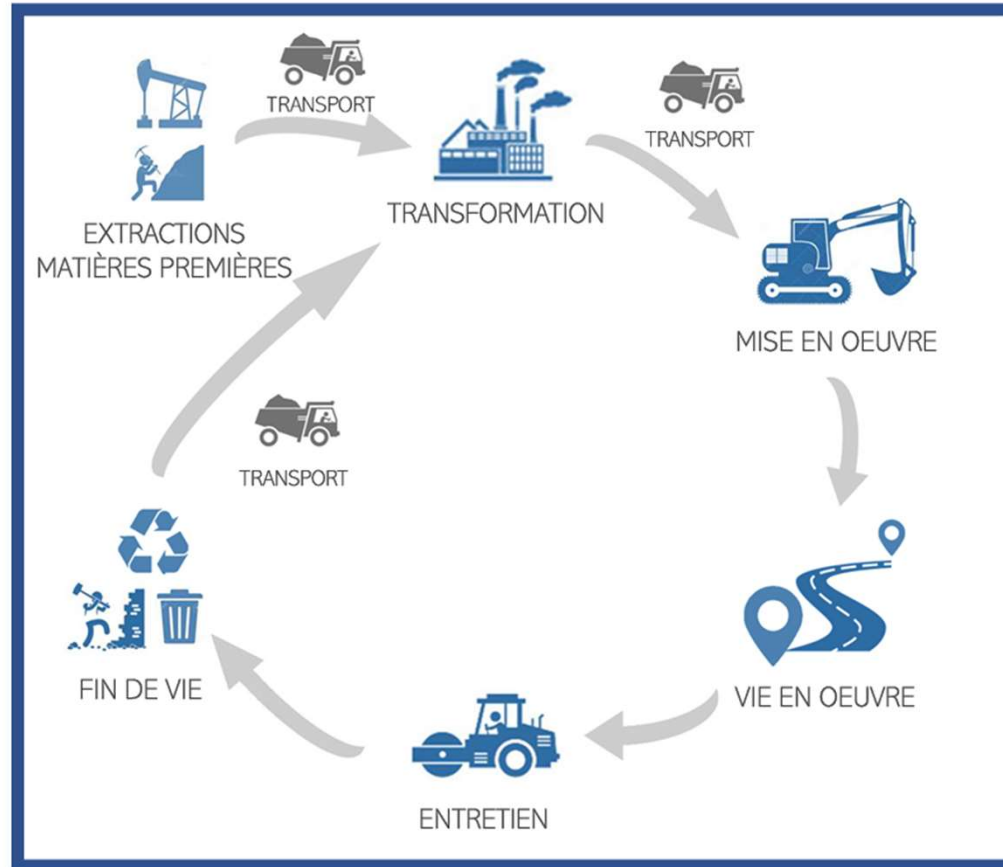 TRANSPORT
TRANSPORT
EXTRACTIONS
MATIÈRES PREMIÈRES
TRANSFORMATION
MISE EN OEUVRE
TRANSPORT
FIN DE VIE
VIE EN OEUVRE
ENTRETIEN